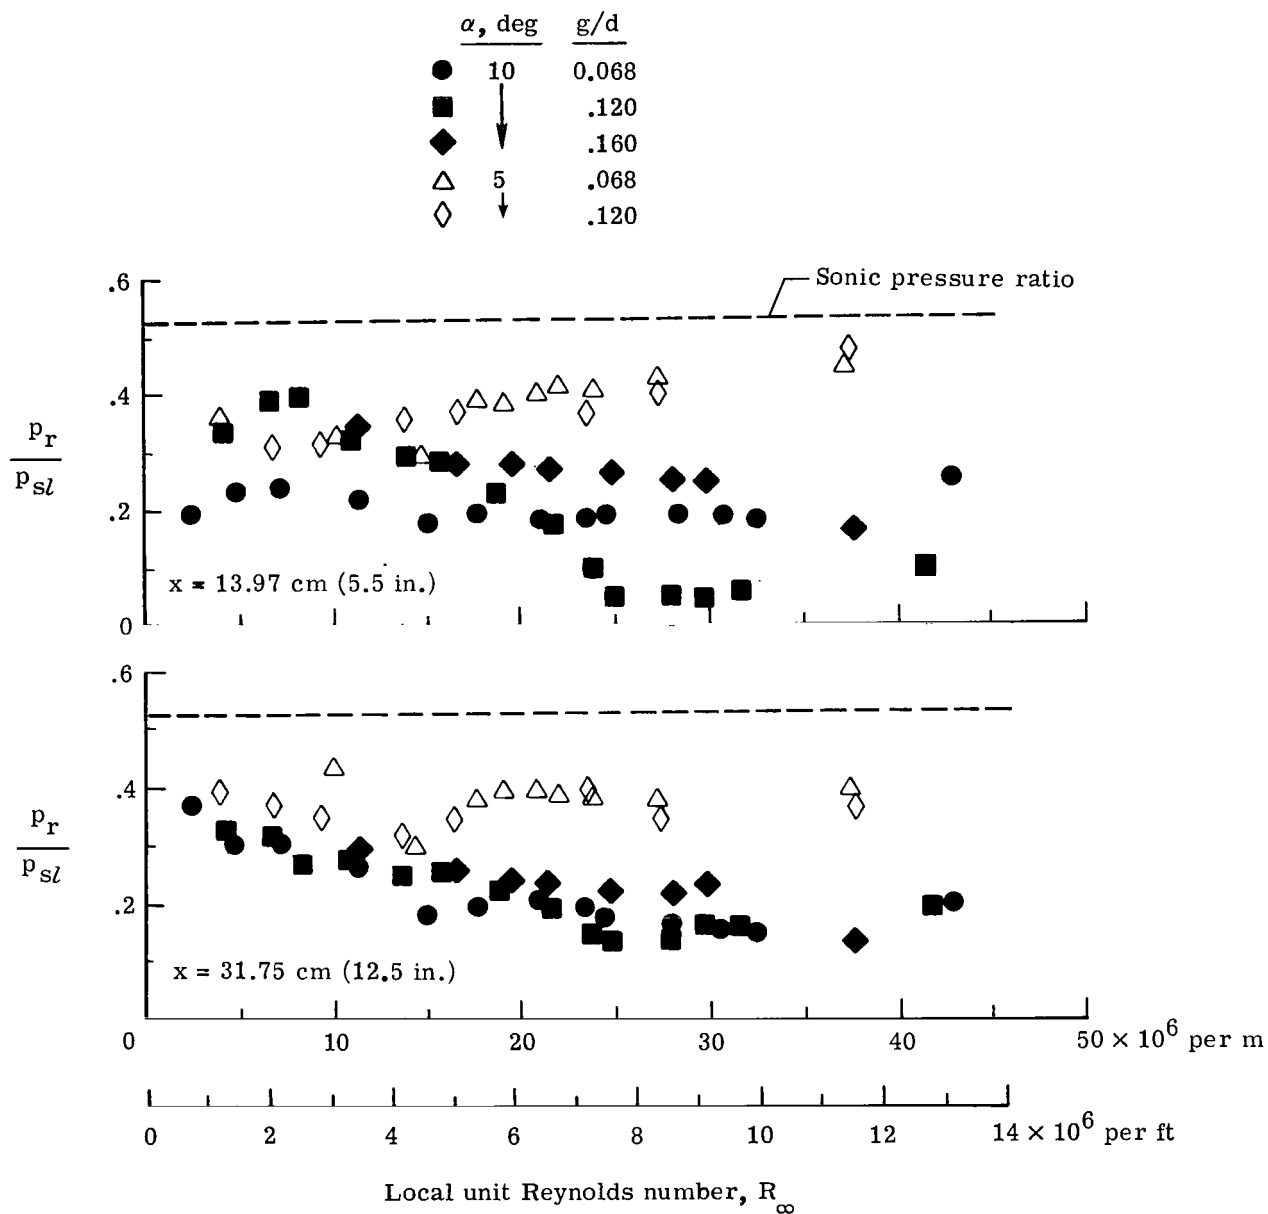 α, deg g/d
10 0.068
.120
.160
5 .068
.120
Sonic pressure ratio
.6
.4
.2
0
p_r
p_sl
x = 13.97 cm (5.5 in.)
.6
.4
.2
p_r
p_sl
x = 31.75 cm (12.5 in.)
0 10 20 30 40 50 × 10^6 per m
0 2 4 6 8 10 12 14 × 10^6 per ft
Local unit Reynolds number, R_∞